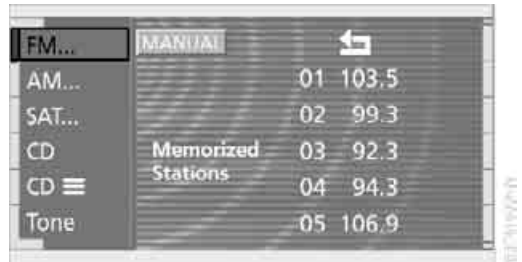 FM...
AM...
SAT...
CD
CD
Tone
MANUAL
Memorized
Stations
01 103.5
02 99.3
03 92.3
04 94.3
05 106.9